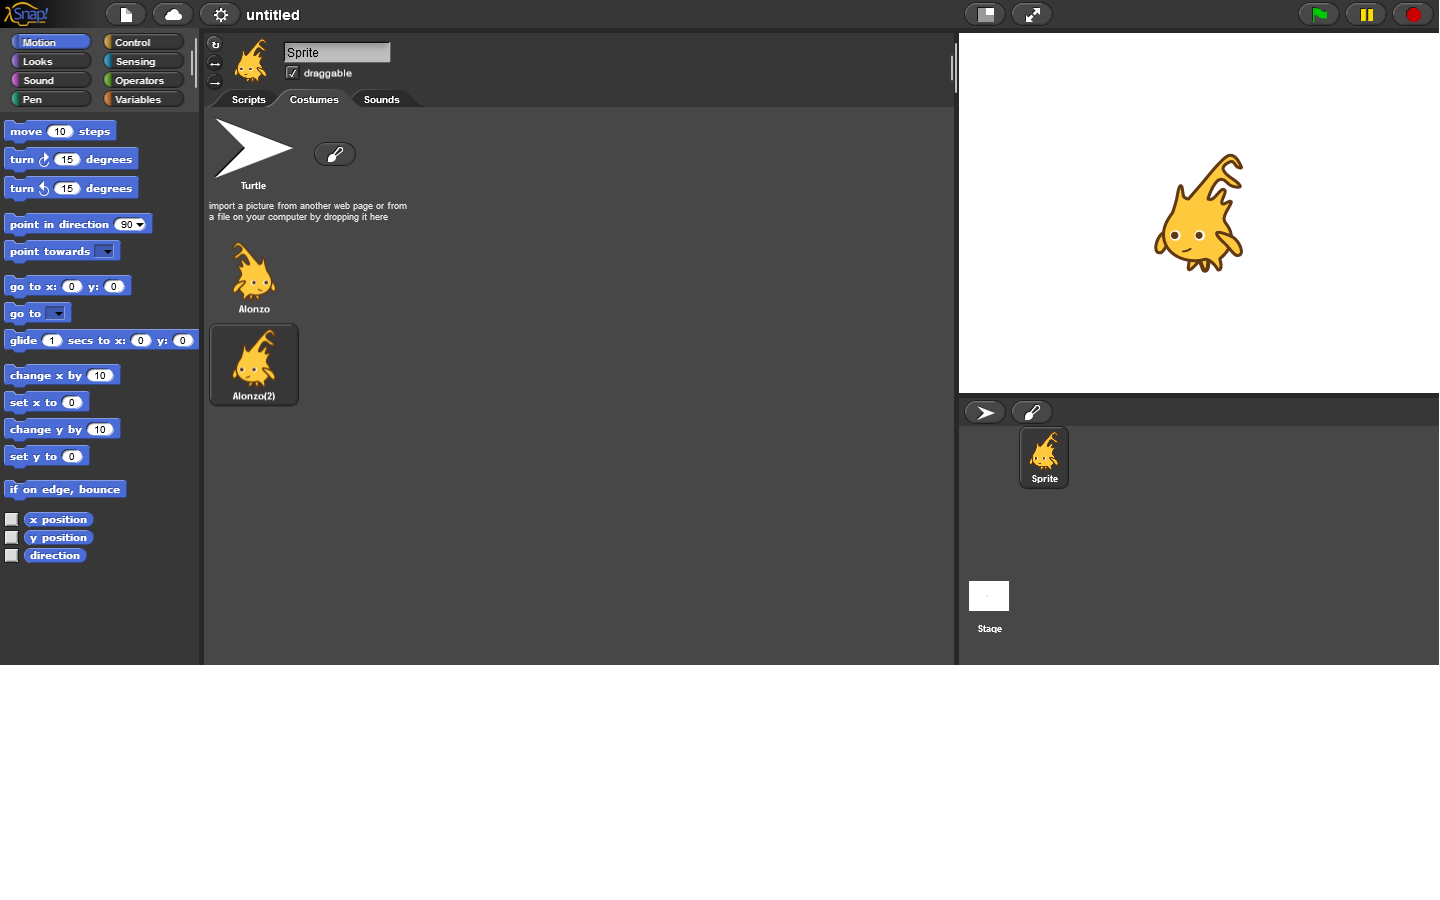 Snap!
untitled
Motion
Control
Looks
Sensing
Sound
Operators
Pen
Variables
move 10 steps
turn 15 degrees
turn 15 degrees
point in direction 90
point towards
go to x: 0 y: 0
go to
glide 1 secs to x: 0 y: 0
change x by 10
set x to 0
change y by 10
set y to 0
if on edge, bounce
x position
y position
direction
Sprite
draggable
Scripts
Costumes
Sounds
Turtle
import a picture from another web page or from
a file on your computer by dropping it here
Alonzo
Alonzo(2)
Sprite
Stage